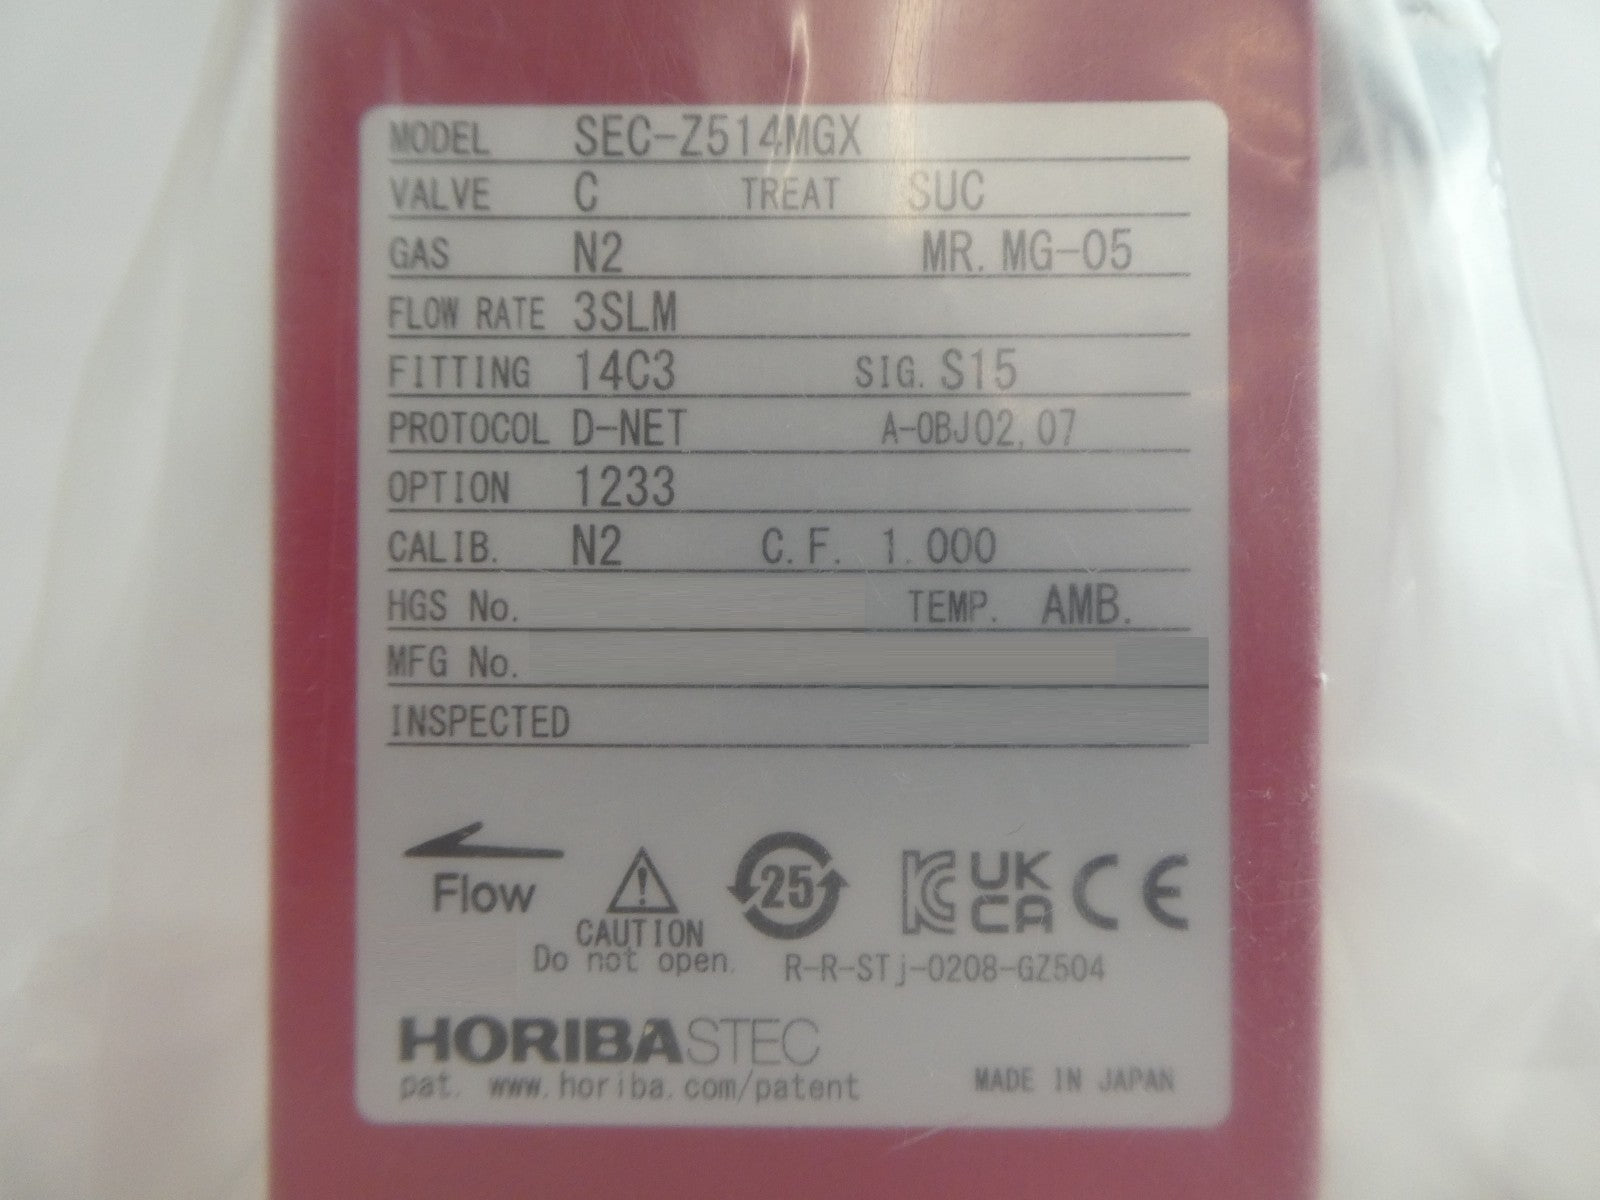 MODEL SEC-Z514MGX
VALVE C TREAT SUC
GAS N2 MR. MG-05
FLOW RATE 3SLM
FITTING 14C3 SIG. S15
PROTOCOL D-NET A-OBJ02, 07
OPTION 1233
CALIB. N2 C.F. 1.000
HGS No. TEMP. AMB.
MFG No.
INSPECTED
Flow
CAUTION
Do not open.
25
KC UK CA CE
R-R-STj-0208-GZ504
HORIBASTEC
pat. www.horiba.com/patent MADE IN JAPAN